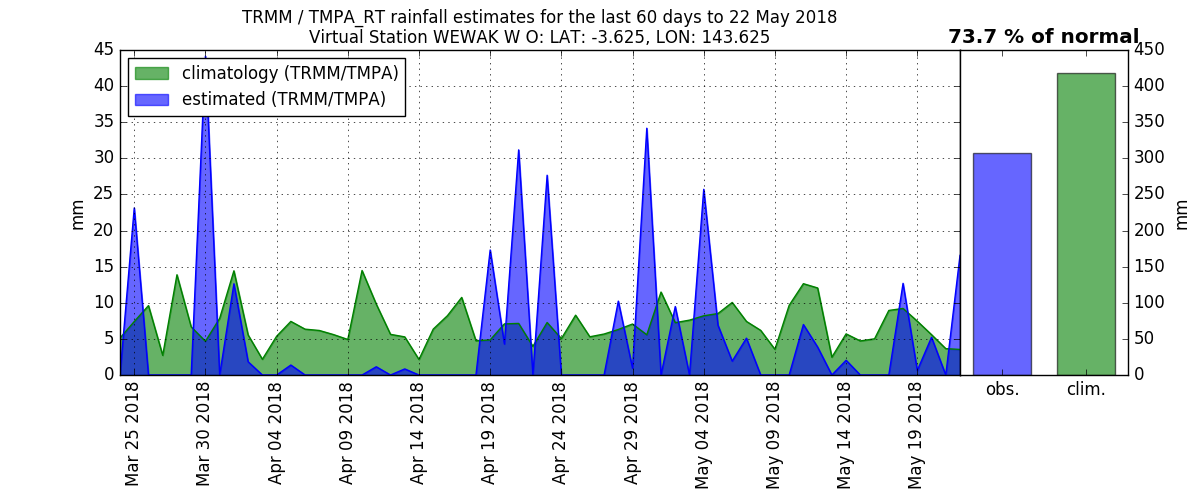 TRMM / TMPA_RT rainfall estimates for the last 60 days to 22 May 2018
Virtual Station WEWAK W O: LAT: -3.625, LON: 143.625
73.7 % of normal
climatology (TRMM/TMPA)
estimated (TRMM/TMPA)
45
40
35
30
25
20
15
10
5
0
mm
Mar 25 2018
Mar 30 2018
Apr 04 2018
Apr 09 2018
Apr 14 2018
Apr 19 2018
Apr 24 2018
Apr 29 2018
May 04 2018
May 09 2018
May 14 2018
May 19 2018
obs.
clim.
450
400
350
300
250
200
150
100
50
0
mm